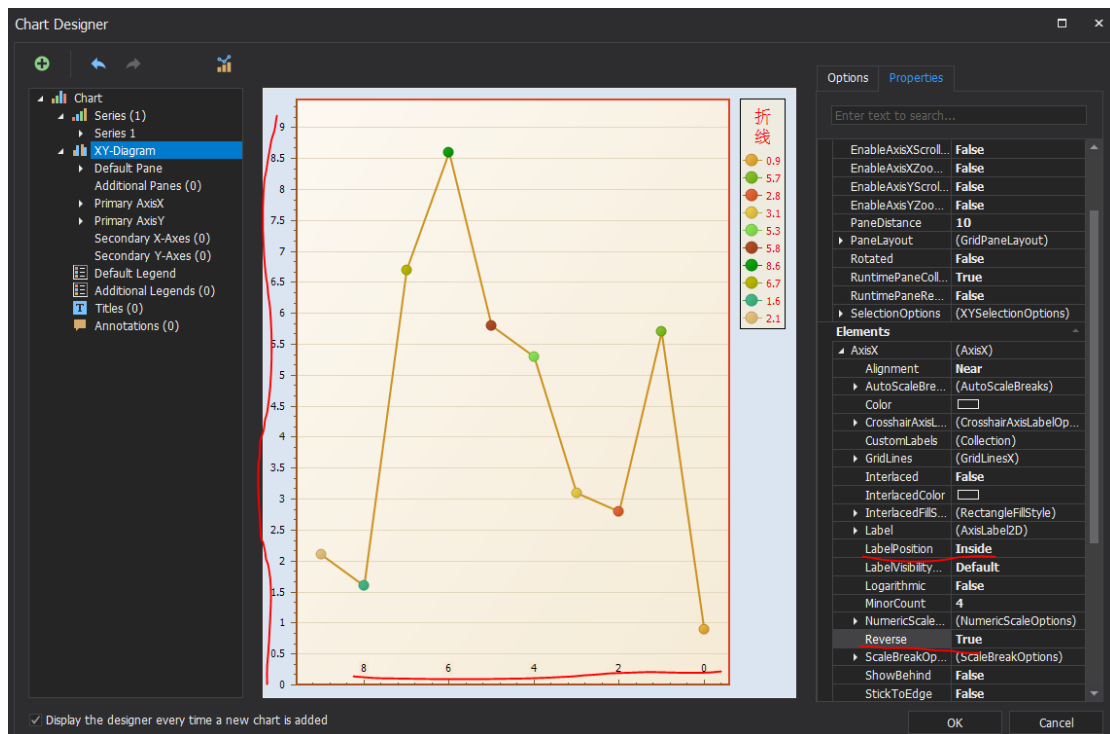 Chart Designer
Chart
Series (1)
Series 1
XY-Diagram
Default Pane
Additional Panes (0)
Primary AxisX
Primary AxisY
Secondary X-Axes (0)
Secondary Y-Axes (0)
Default Legend
Additional Legends (0)
Titles (0)
Annotations (0)
9
8.5
8
7.5
7
6.5
6
5.5
5
4.5
4
3.5
3
2.5
2
1.5
1
0.5
0
8 6 4 2 0
折
线
0.9
5.7
2.8
3.1
5.3
5.8
8.6
6.7
1.6
2.1
Options Properties
Enter text to search...
EnableAxisXScroll... False
EnableAxisXZoo... False
EnableAxisYScrol... False
EnableAxisYZoo... False
PaneDistance 10
PaneLayout (GridPaneLayout)
Rotated False
RuntimePaneColl... True
RuntimePaneRe... False
SelectionOptions (XYSelectionOptions)
Elements
AxisX (AxisX)
Alignment Near
AutoScaleBre... (AutoScaleBreaks)
Color
CrosshairAxisL... (CrosshairAxisLabelOp...
CustomLabels (Collection)
GridLines (GridLinesX)
Interlaced False
InterlacedColor
InterlacedFillS... (RectangleFillStyle)
Label (AxisLabel2D)
LabelPosition Inside
LabelVisibility... Default
Logarithmic False
MinorCount 4
NumericScale... (NumericScaleOptions)
Reverse True
ScaleBreakOp... (ScaleBreakOptions)
ShowBehind False
StickToEdge False
Display the designer every time a new chart is added
OK Cancel